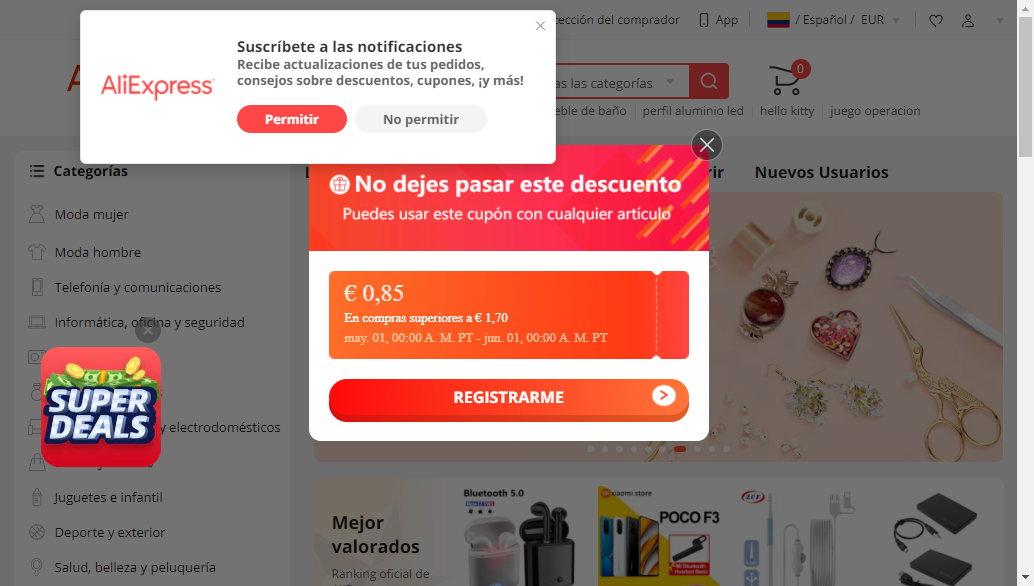 AliExpress
Suscríbete a las notificaciones
Recibe actualizaciones de tus pedidos,
consejos sobre descuentos, cupones, ¡y más!
Permitir
No permitir
del comprador
App
/ Español / EUR
las categorías
0
de baño
perfil aluminio led
hello kitty
juego operacion
Categorías
Nuevos Usuarios
Moda mujer
Moda hombre
Telefonía y comunicaciones
Informática, oficina y seguridad
y electrodomésticos
Juguetes e infantil
Deporte y exterior
Salud, belleza y peluquería
SUPER
DEALS
No dejes pasar este descuento
Puedes usar este cupón con cualquier artículo
€ 0,85
En compras superiores a € 1,70
may. 01, 00:00 A. M. PT - jun. 01, 00:00 A. M. PT
REGISTRARME
Mejor
valorados
Ranking oficial de
Bluetooth 5.0
xiaomi store
POCO F3